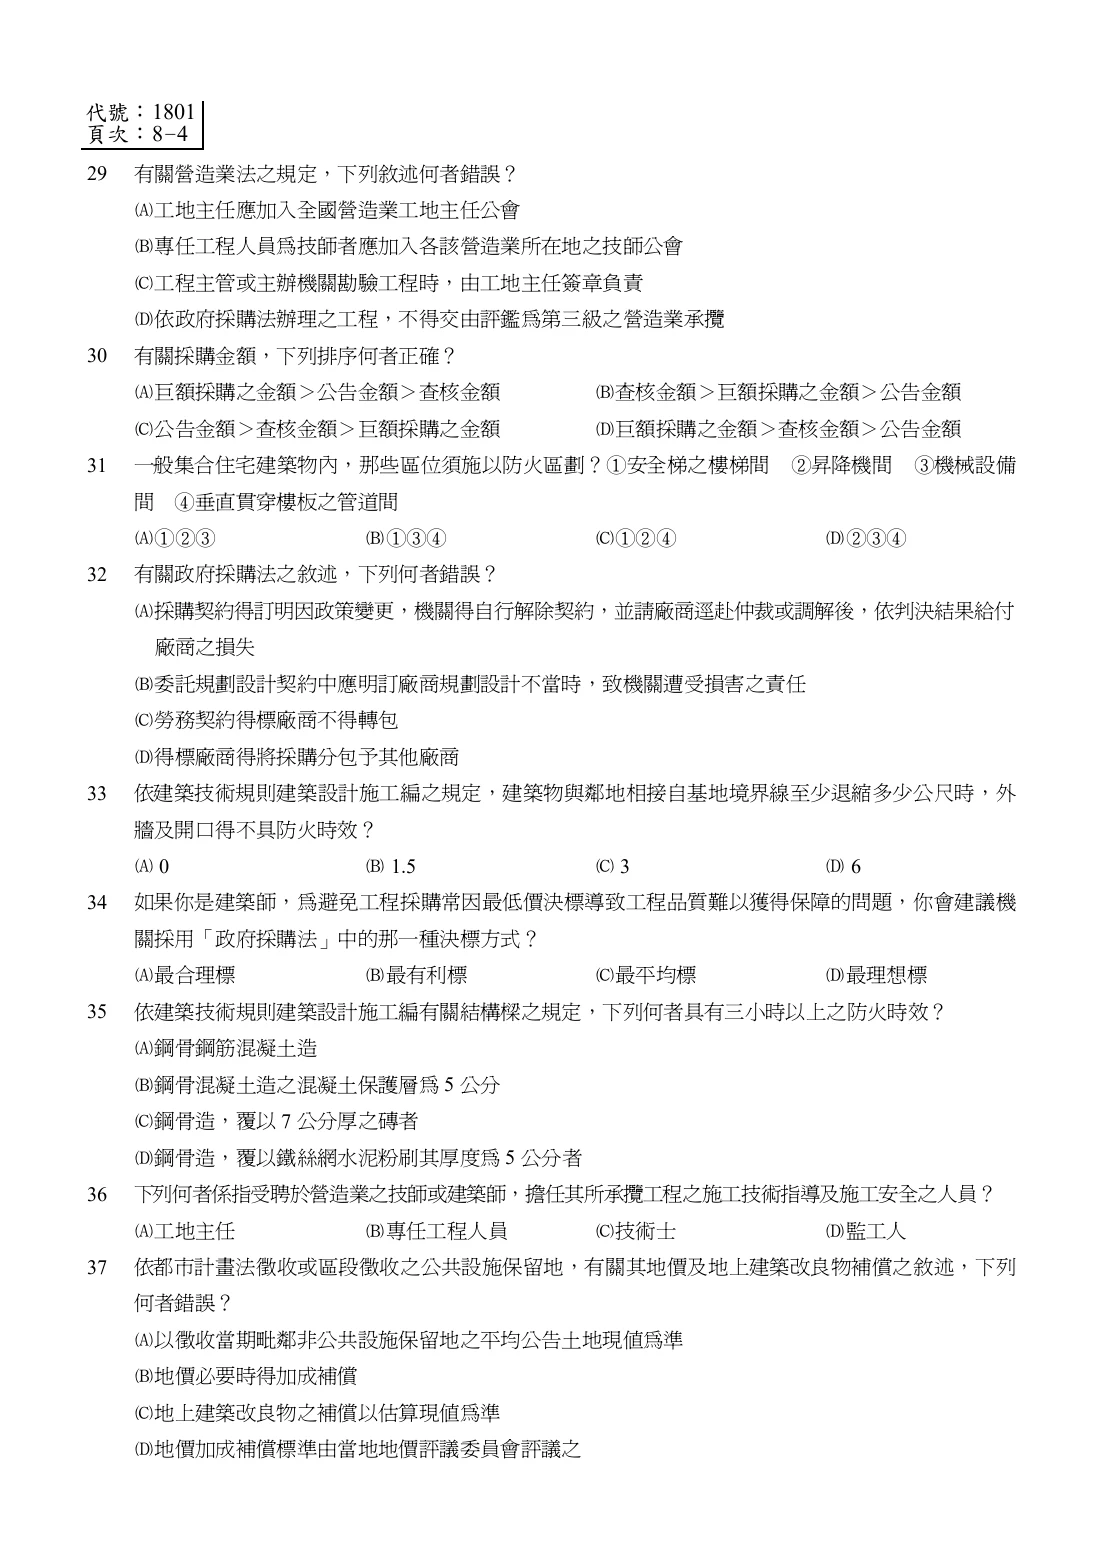 代號：1801
頁次：8－4
29 有關營造業法之規定，下列敘述何者錯誤？
(A)工地主任應加入全國營造業工地主任公會
(B)專任工程人員為技師者應加入各該營造業所在地之技師公會
(C)工程主管或主辦機關勘驗工程時，由工地主任簽章負責
(D)依政府採購法辦理之工程，不得交由評鑑為第三級之營造業承攬
30 有關採購金額，下列排序何者正確？
(A)巨額採購之金額＞公告金額＞查核金額 (B)查核金額＞巨額採購之金額＞公告金額
(C)公告金額＞查核金額＞巨額採購之金額 (D)巨額採購之金額＞查核金額＞公告金額
31 一般集合住宅建築物內，那些區位須施以防火區劃？①安全梯之樓梯間 ②昇降機間 ③機械設備
間 ④垂直貫穿樓板之管道間
(A)①②③ (B)①③④ (C)①②④ (D)②③④
32 有關政府採購法之敘述，下列何者錯誤？
(A)採購契約得訂明因政策變更，機關得自行解除契約，並請廠商逕赴仲裁或調解後，依判決結果給付
廠商之損失
(B)委託規劃設計契約中應明訂廠商規劃設計不當時，致機關遭受損害之責任
(C)勞務契約得標廠商不得轉包
(D)得標廠商得將採購分包予其他廠商
33 依建築技術規則建築設計施工編之規定，建築物與鄰地相接自基地境界線至少退縮多少公尺時，外
牆及開口得不具防火時效？
(A) 0 (B) 1.5 (C) 3 (D) 6
34 如果你是建築師，為避免工程採購常因最低價決標導致工程品質難以獲得保障的問題，你會建議機
關採用「政府採購法」中的那一種決標方式？
(A)最合理標 (B)最有利標 (C)最平均標 (D)最理想標
35 依建築技術規則建築設計施工編有關結構樑之規定，下列何者具有三小時以上之防火時效？
(A)鋼骨鋼筋混凝土造
(B)鋼骨混凝土造之混凝土保護層為 5 公分
(C)鋼骨造，覆以 7 公分厚之磚者
(D)鋼骨造，覆以鐵絲網水泥粉刷其厚度為 5 公分者
36 下列何者係指受聘於營造業之技師或建築師，擔任其所承攬工程之施工技術指導及施工安全之人員？
(A)工地主任 (B)專任工程人員 (C)技術士 (D)監工人
37 依都市計畫法徵收或區段徵收之公共設施保留地，有關其地價及地上建築改良物補償之敘述，下列
何者錯誤？
(A)以徵收當期毗鄰非公共設施保留地之平均公告土地現值為準
(B)地價必要時得加成補償
(C)地上建築改良物之補償以估算現值為準
(D)地價加成補償標準由當地地價評議委員會評議之